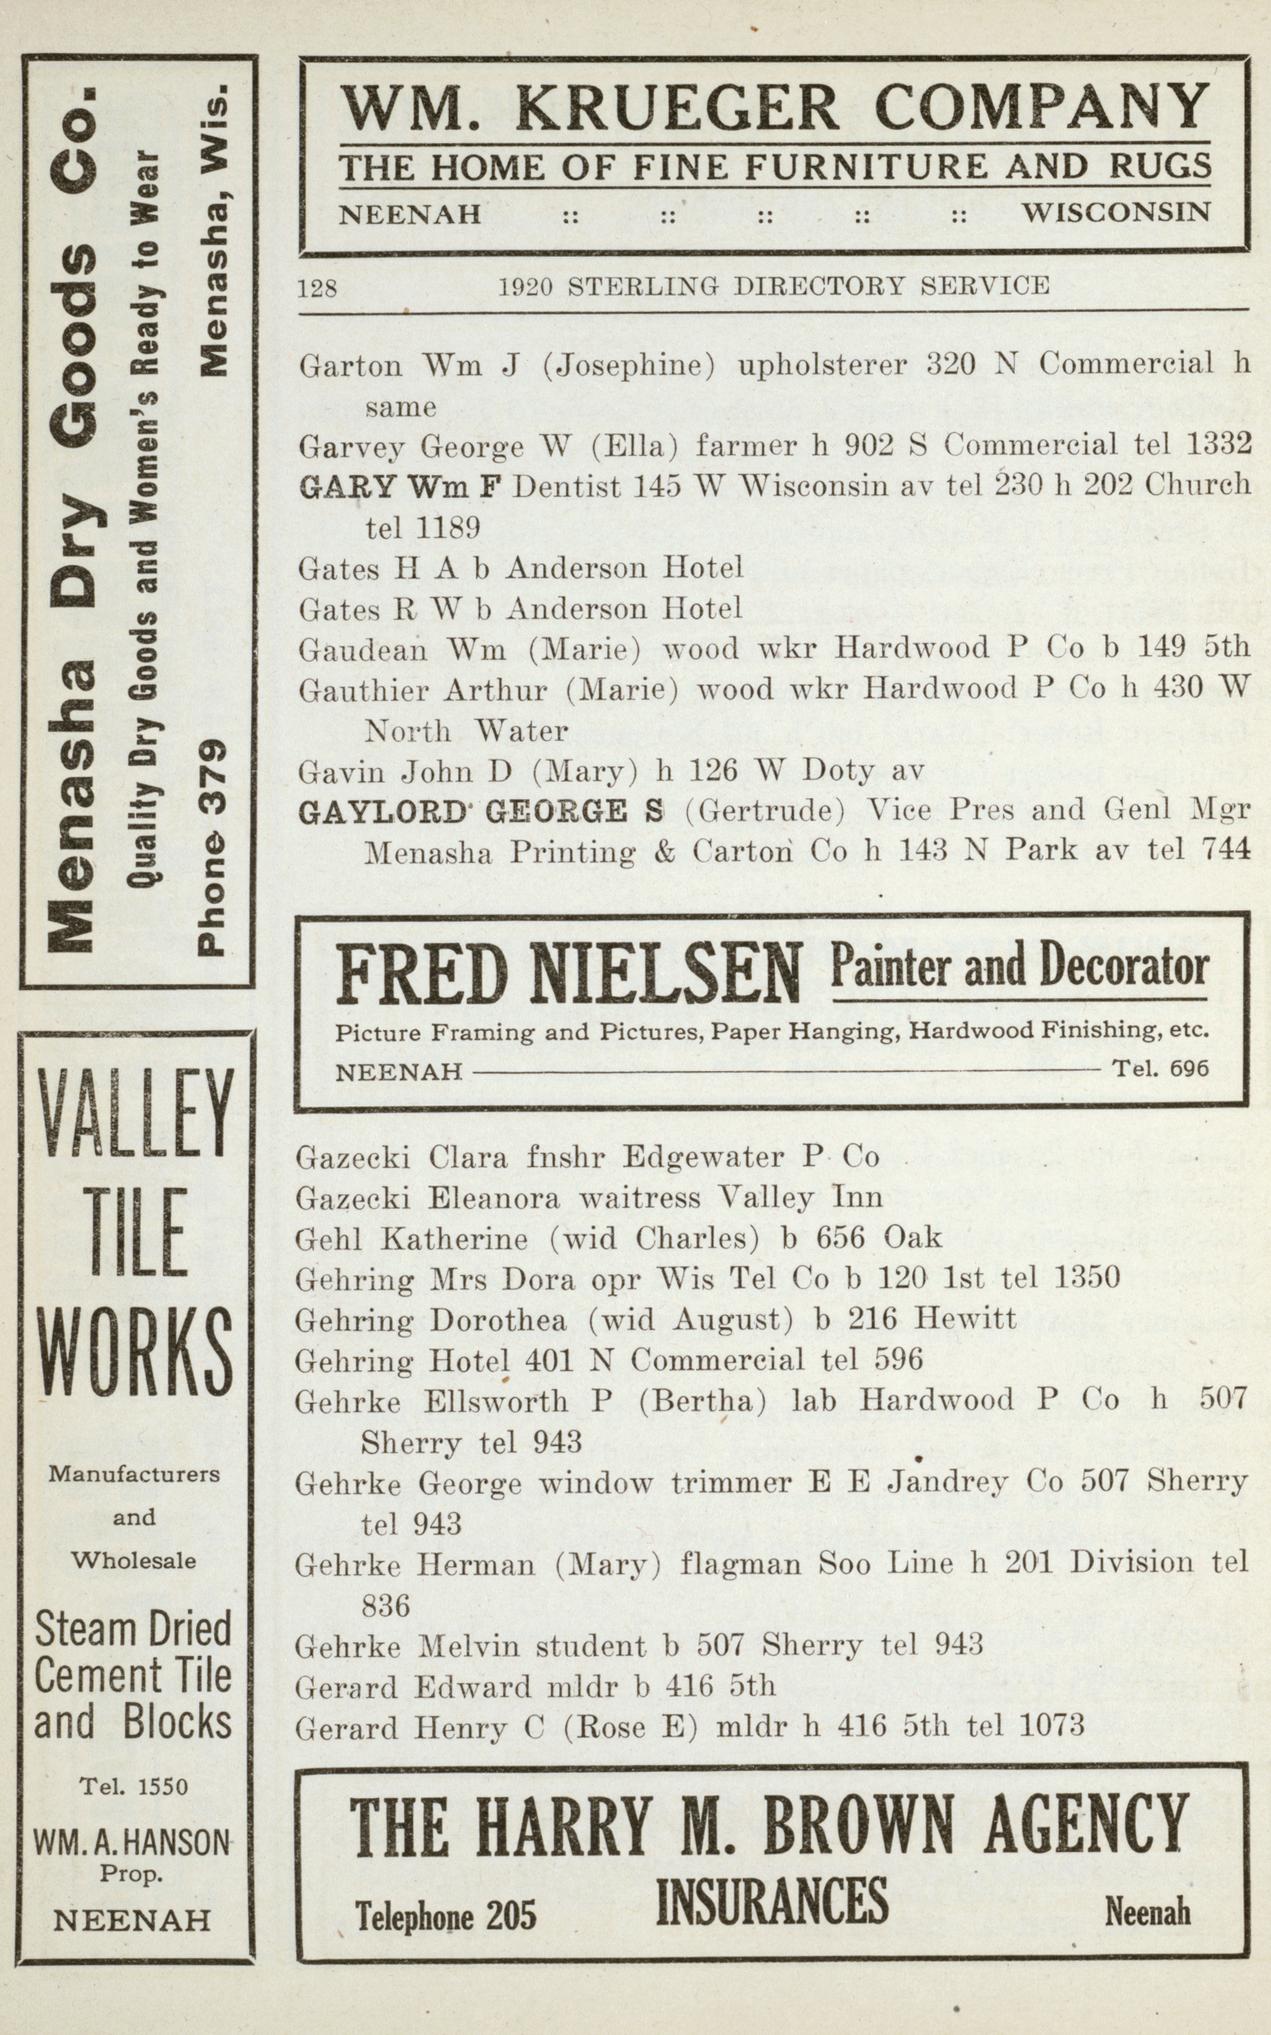 WM. KRUEGER COMPANY
THE HOME OF FINE FURNITURE AND RUGS
NEENAH :: :: :: :: :: WISCONSIN
128 1920 STERLING DIRECTORY SERVICE
Garton Wm J (Josephine) upholsterer 320 N Commercial h
same
Garvey George W (Ella) farmer h 902 S Commercial tel 1332
GARY Wm F Dentist 145 W Wisconsin av tel 230 h 202 Church
tel 1189
Gates H A b Anderson Hotel
Gates R W b Anderson Hotel
Gaudean Wm (Marie) wood wkr Hardwood P Co b 149 5th
Gauthier Arthur (Marie) wood wkr Hardwood P Co h 430 W
North Water
Gavin John D (Mary) h 126 W Doty av
GAYLORD GEORGE S (Gertrude) Vice Pres and Genl Mgr
Menasha Printing & Carton Co h 143 N Park av tel 744
FRED NIELSEN Painter and Decorator
Picture Framing and Pictures, Paper Hanging, Hardwood Finishing, etc.
NEENAH Tel. 696
Gazecki Clara fnshr Edgewater P Co
Gazecki Eleanora waitress Valley Inn
Gehl Katherine (wid Charles) b 656 Oak
Gehring Mrs Dora opr Wis Tel Co b 120 1st tel 1350
Gehring Dorothea (wid August) b 216 Hewitt
Gehring Hotel 401 N Commercial tel 596
Gehrke Ellsworth P (Bertha) lab Hardwood P Co h 507
Sherry tel 943
Gehrke George window trimmer E E Jandrey Co 507 Sherry
tel 943
Gehrke Herman (Mary) flagman Soo Line h 201 Division tel
836
Gehrke Melvin student b 507 Sherry tel 943
Gerard Edward mldr b 416 5th
Gerard Henry C (Rose E) mldr h 416 5th tel 1073
THE HARRY M. BROWN AGENCY
INSURANCES
Telephone 205 Neenah
Menasha Dry Goods Co.
Quality Dry Goods and Women's Ready to Wear
Phone 379 Menasha, Wis.
VALLEY
TILE
WORKS
Manufacturers
and
Wholesale
Steam Dried
Cement Tile
and Blocks
Tel. 1550
WM. A. HANSON
Prop.
NEENAH